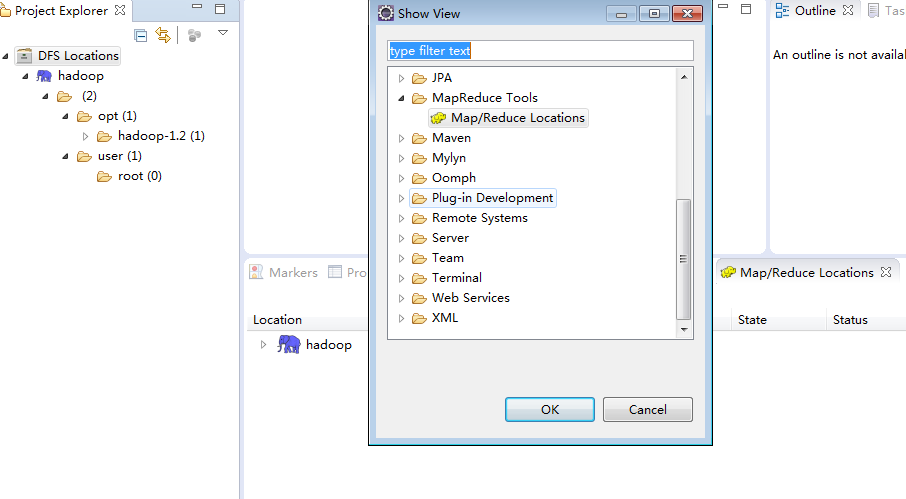 Project Explorer
DFS Locations
hadoop
(2)
opt (1)
hadoop-1.2 (1)
user (1)
root (0)
Show View
type filter text
JPA
MapReduce Tools
Map/Reduce Locations
Maven
Mylyn
Oomph
Plug-in Development
Remote Systems
Server
Team
Terminal
Web Services
XML
OK Cancel
Outline Tas
An outline is not availa
Markers Pro Map/Reduce Locations
Location State Status
hadoop